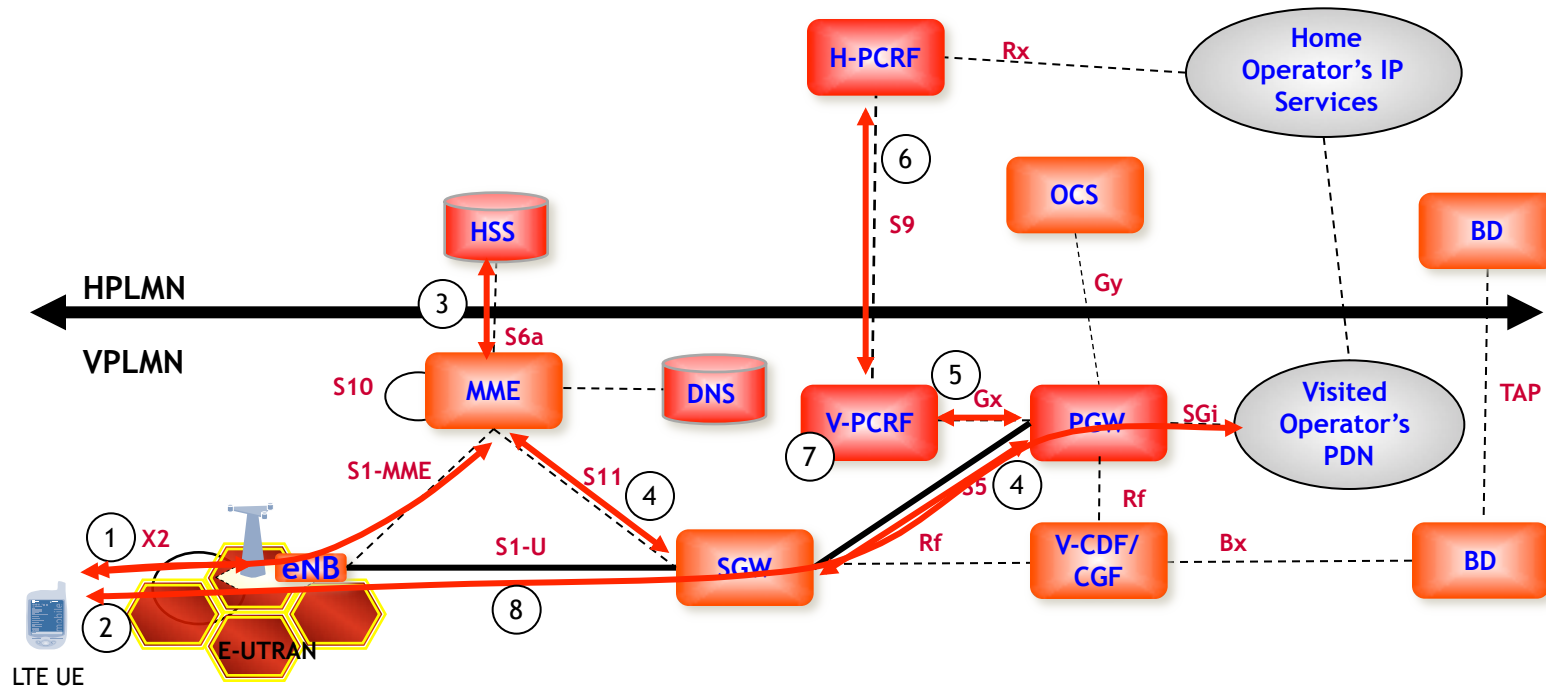 H-PCRF
Rx
Home
Operator’s IP
Services
6
OCS
HSS
S9
BD
HPLMN
3
Gy
S6a
VPLMN
S10
MME
DNS
5
V-PCRF
Gx
PGW
SGi
Visited
Operator’s
PDN
TAP
7
S1-MME
S11
4
S5
4
Rf
1
X2
S1-U
Rf
V-CDF/
CGF
Bx
BD
eNB
SGW
8
2
E-UTRAN
LTE UE